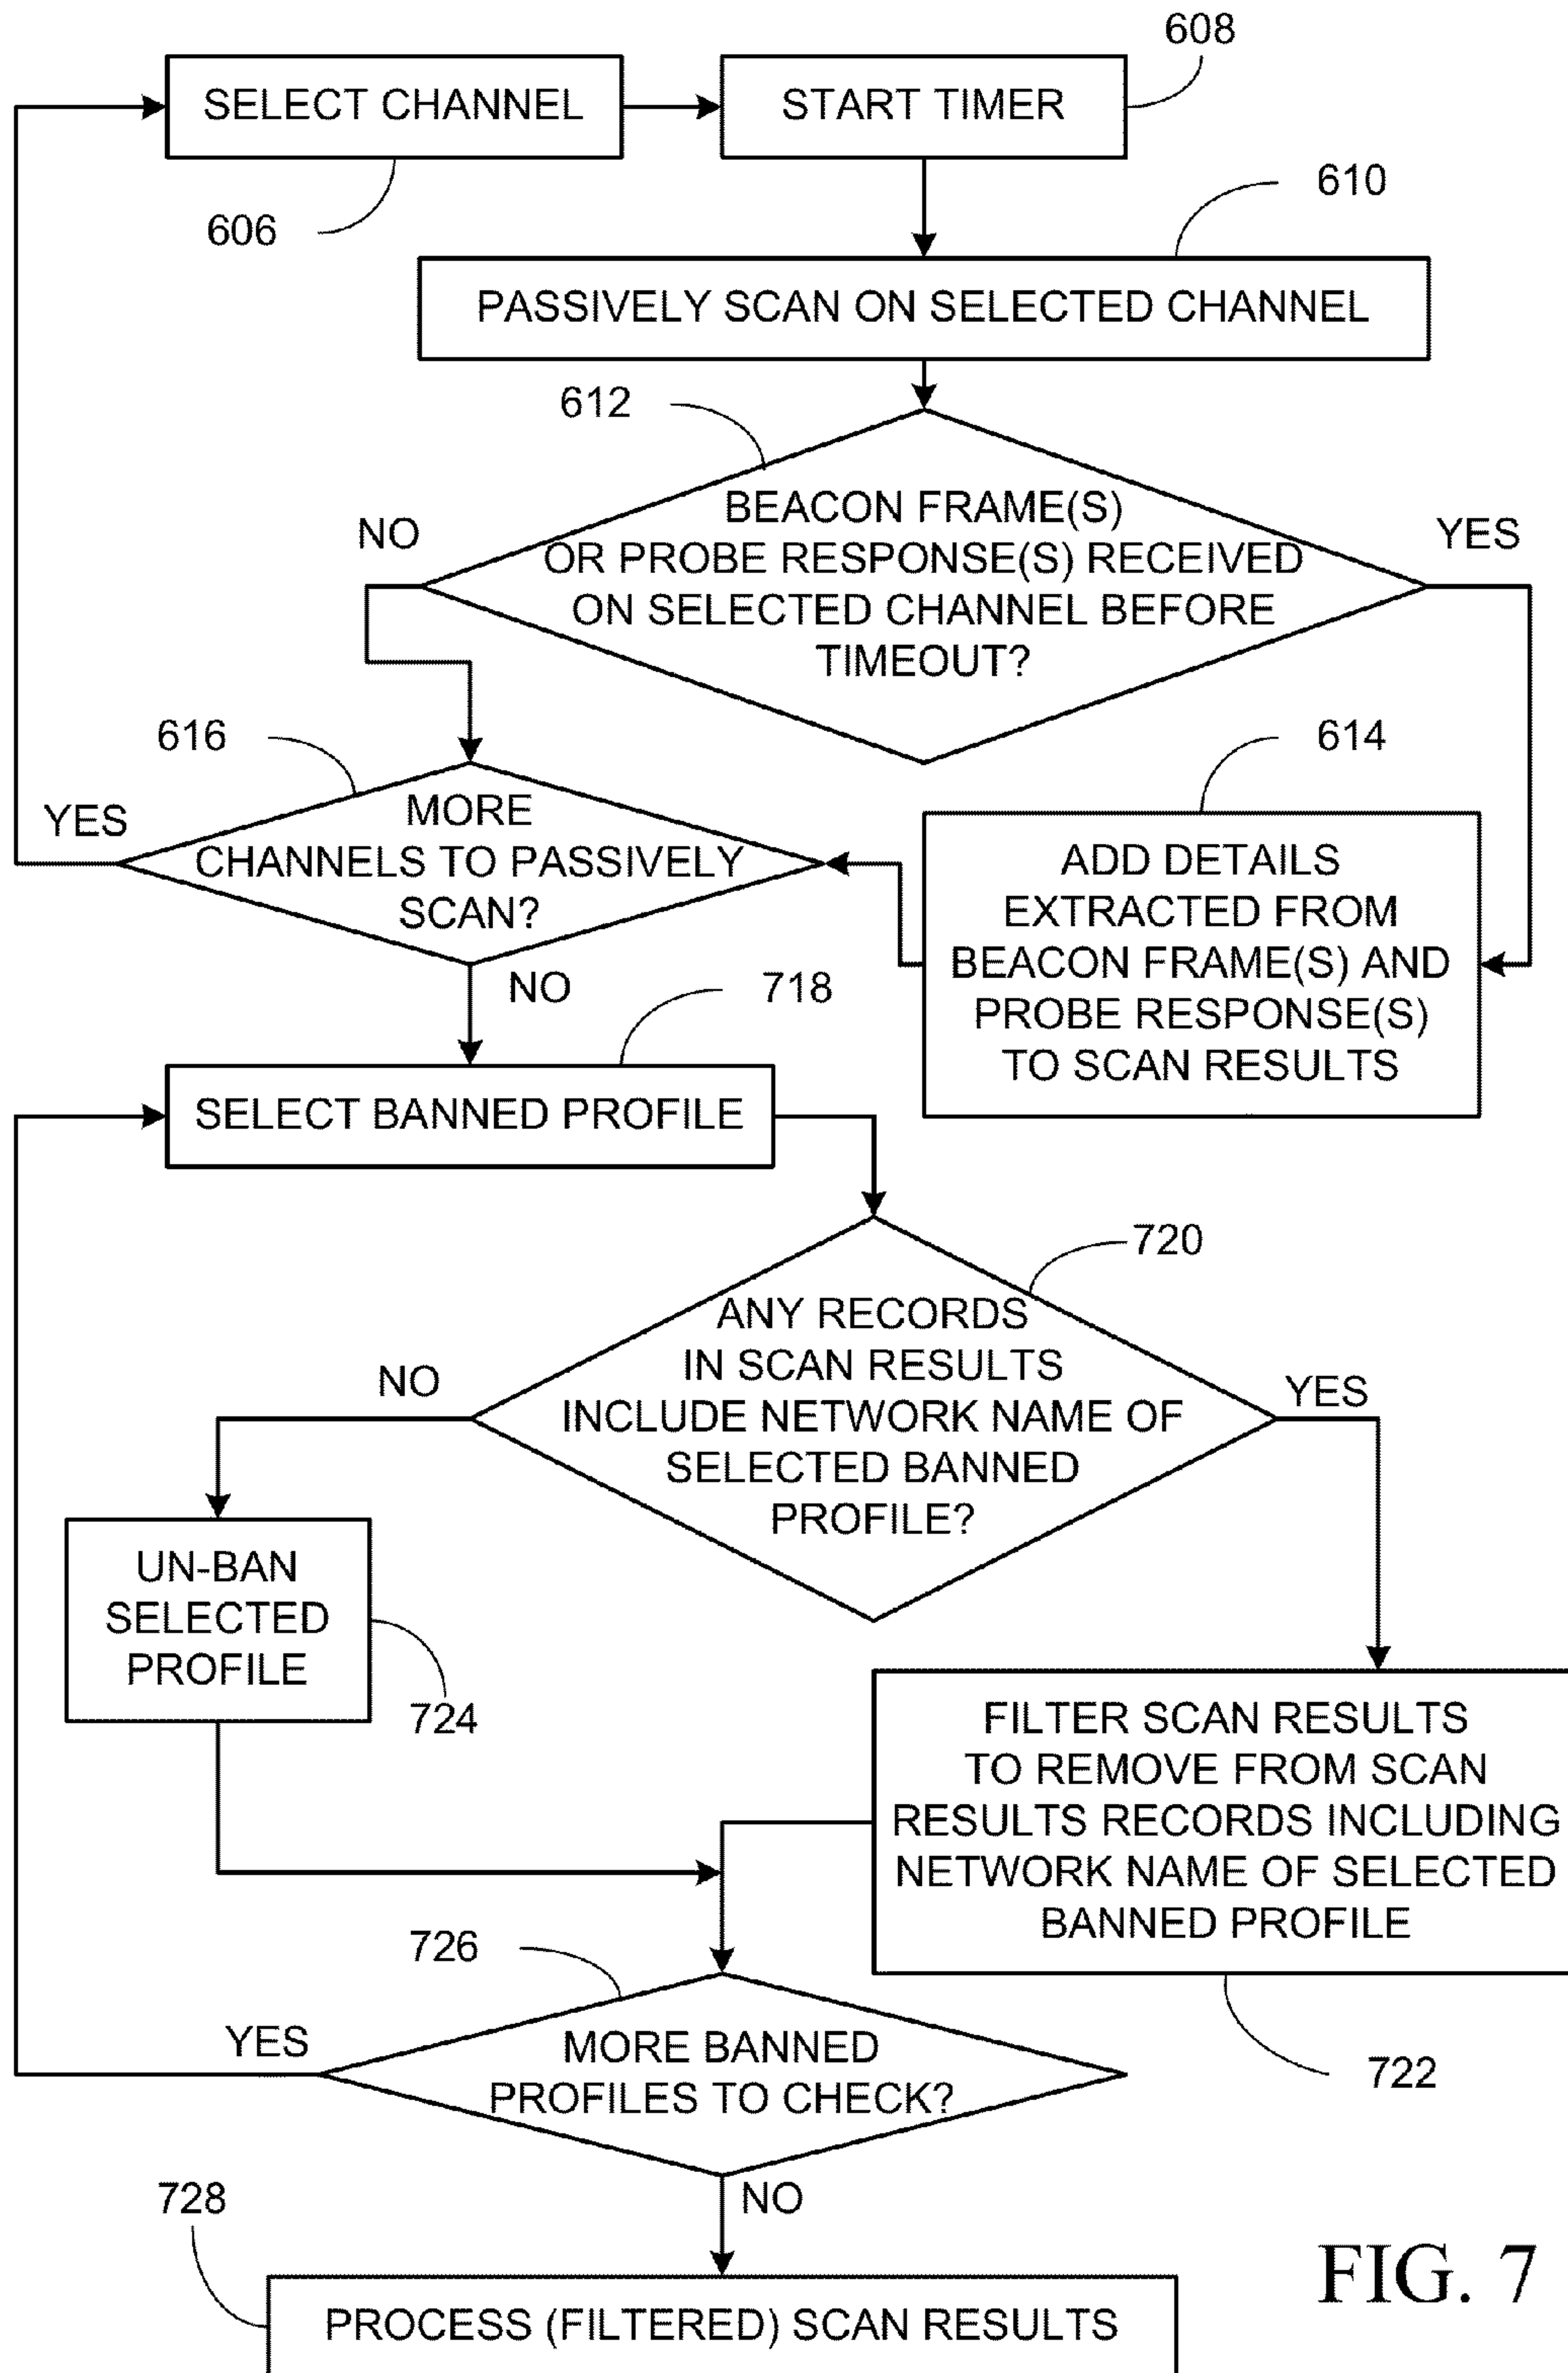 608
SELECT CHANNEL
START TIMER
606
610
PASSIVELY SCAN ON SELECTED CHANNEL
612
BEACON FRAME(S)
OR PROBE RESPONSE(S) RECEIVED
ON SELECTED CHANNEL BEFORE
TIMEOUT?
NO
YES
616
614
MORE
CHANNELS TO PASSIVELY
SCAN?
YES
NO
ADD DETAILS
EXTRACTED FROM
BEACON FRAME(S) AND
PROBE RESPONSE(S)
TO SCAN RESULTS
718
SELECT BANNED PROFILE
720
ANY RECORDS
IN SCAN RESULTS
INCLUDE NETWORK NAME OF
SELECTED BANNED
PROFILE?
NO
YES
UN-BAN
SELECTED
PROFILE
724
FILTER SCAN RESULTS
TO REMOVE FROM SCAN
RESULTS RECORDS INCLUDING
NETWORK NAME OF SELECTED
BANNED PROFILE
722
726
MORE BANNED
PROFILES TO CHECK?
YES
NO
728
PROCESS (FILTERED) SCAN RESULTS
FIG. 7